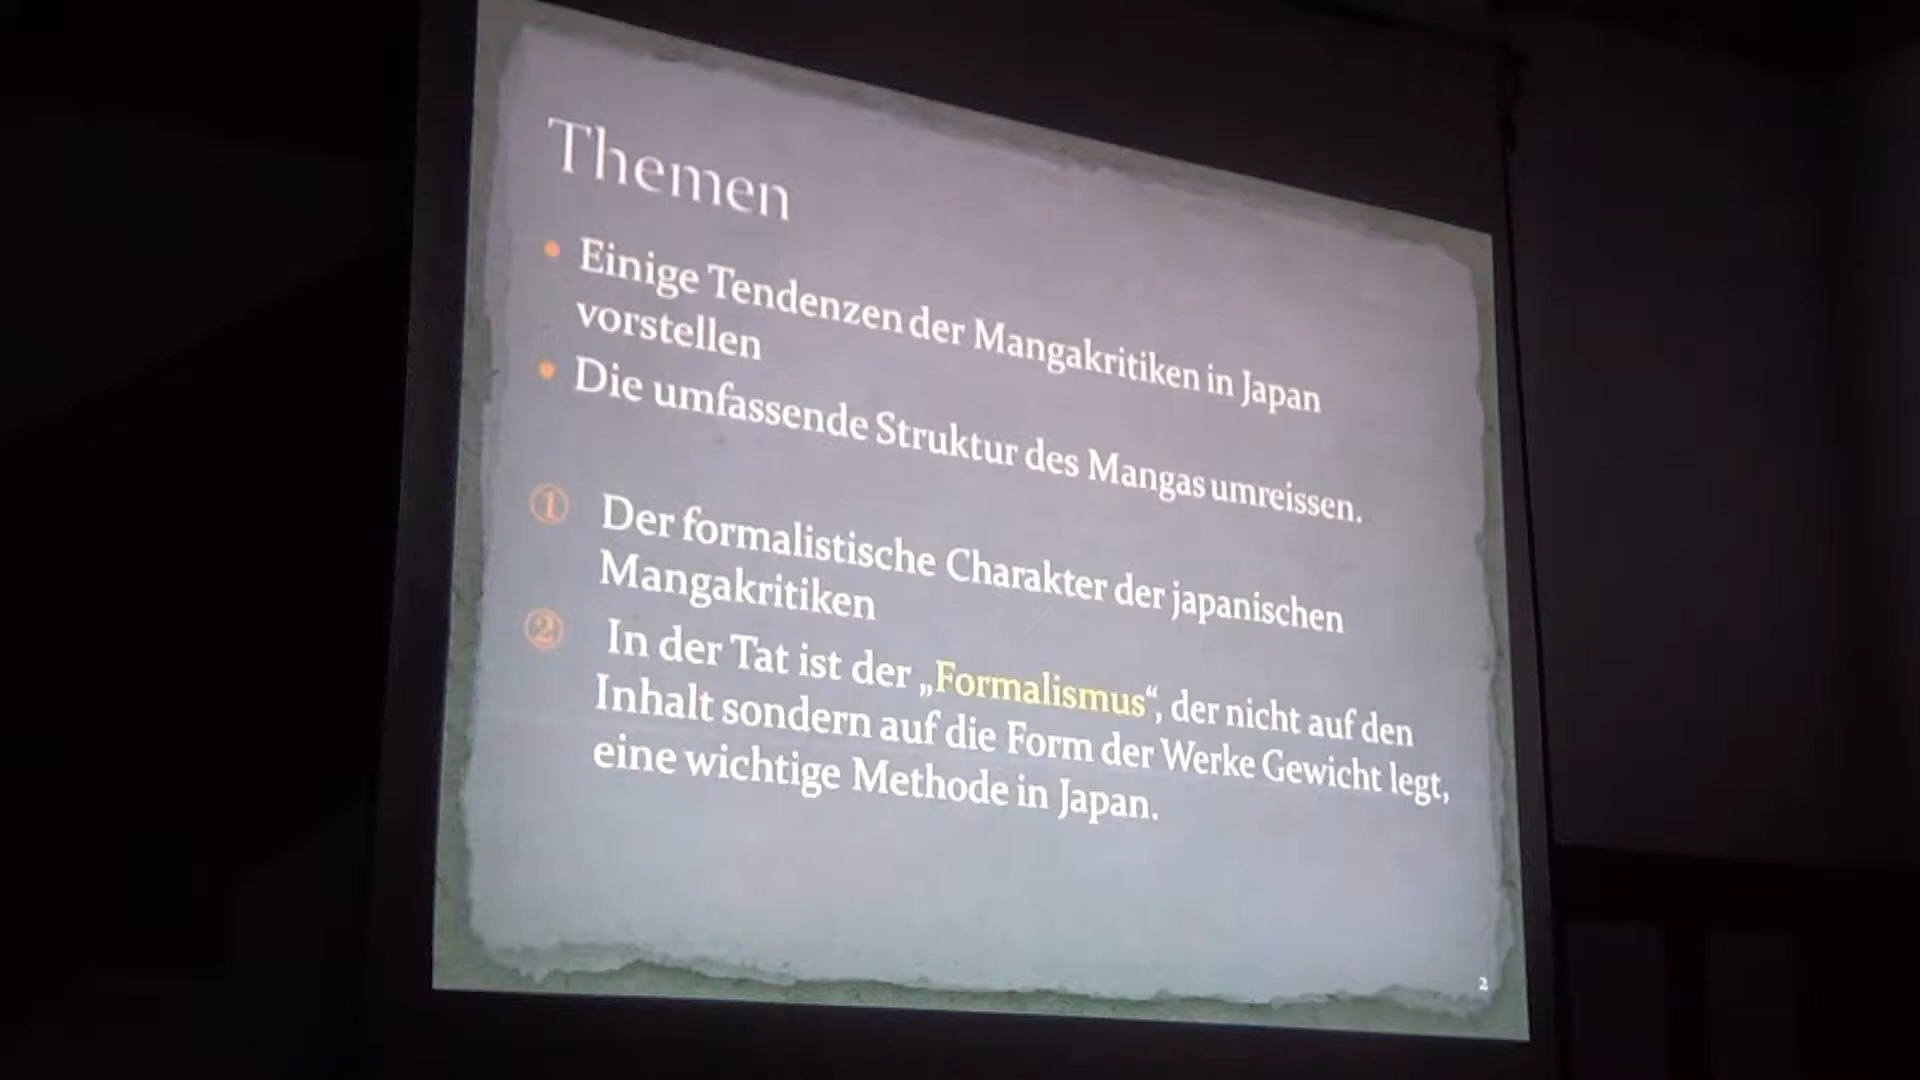 Themen
• Einige Tendenzen der Mangakritiken in Japan
vorstellen
• Die umfassende Struktur des Mangas umreissen.
① Der formalistische Charakter der japanischen
Mangakritiken
② In der Tat ist der „Formalismus“, der nicht auf den
Inhalt sondern auf die Form der Werke Gewicht legt,
eine wichtige Methode in Japan.
2